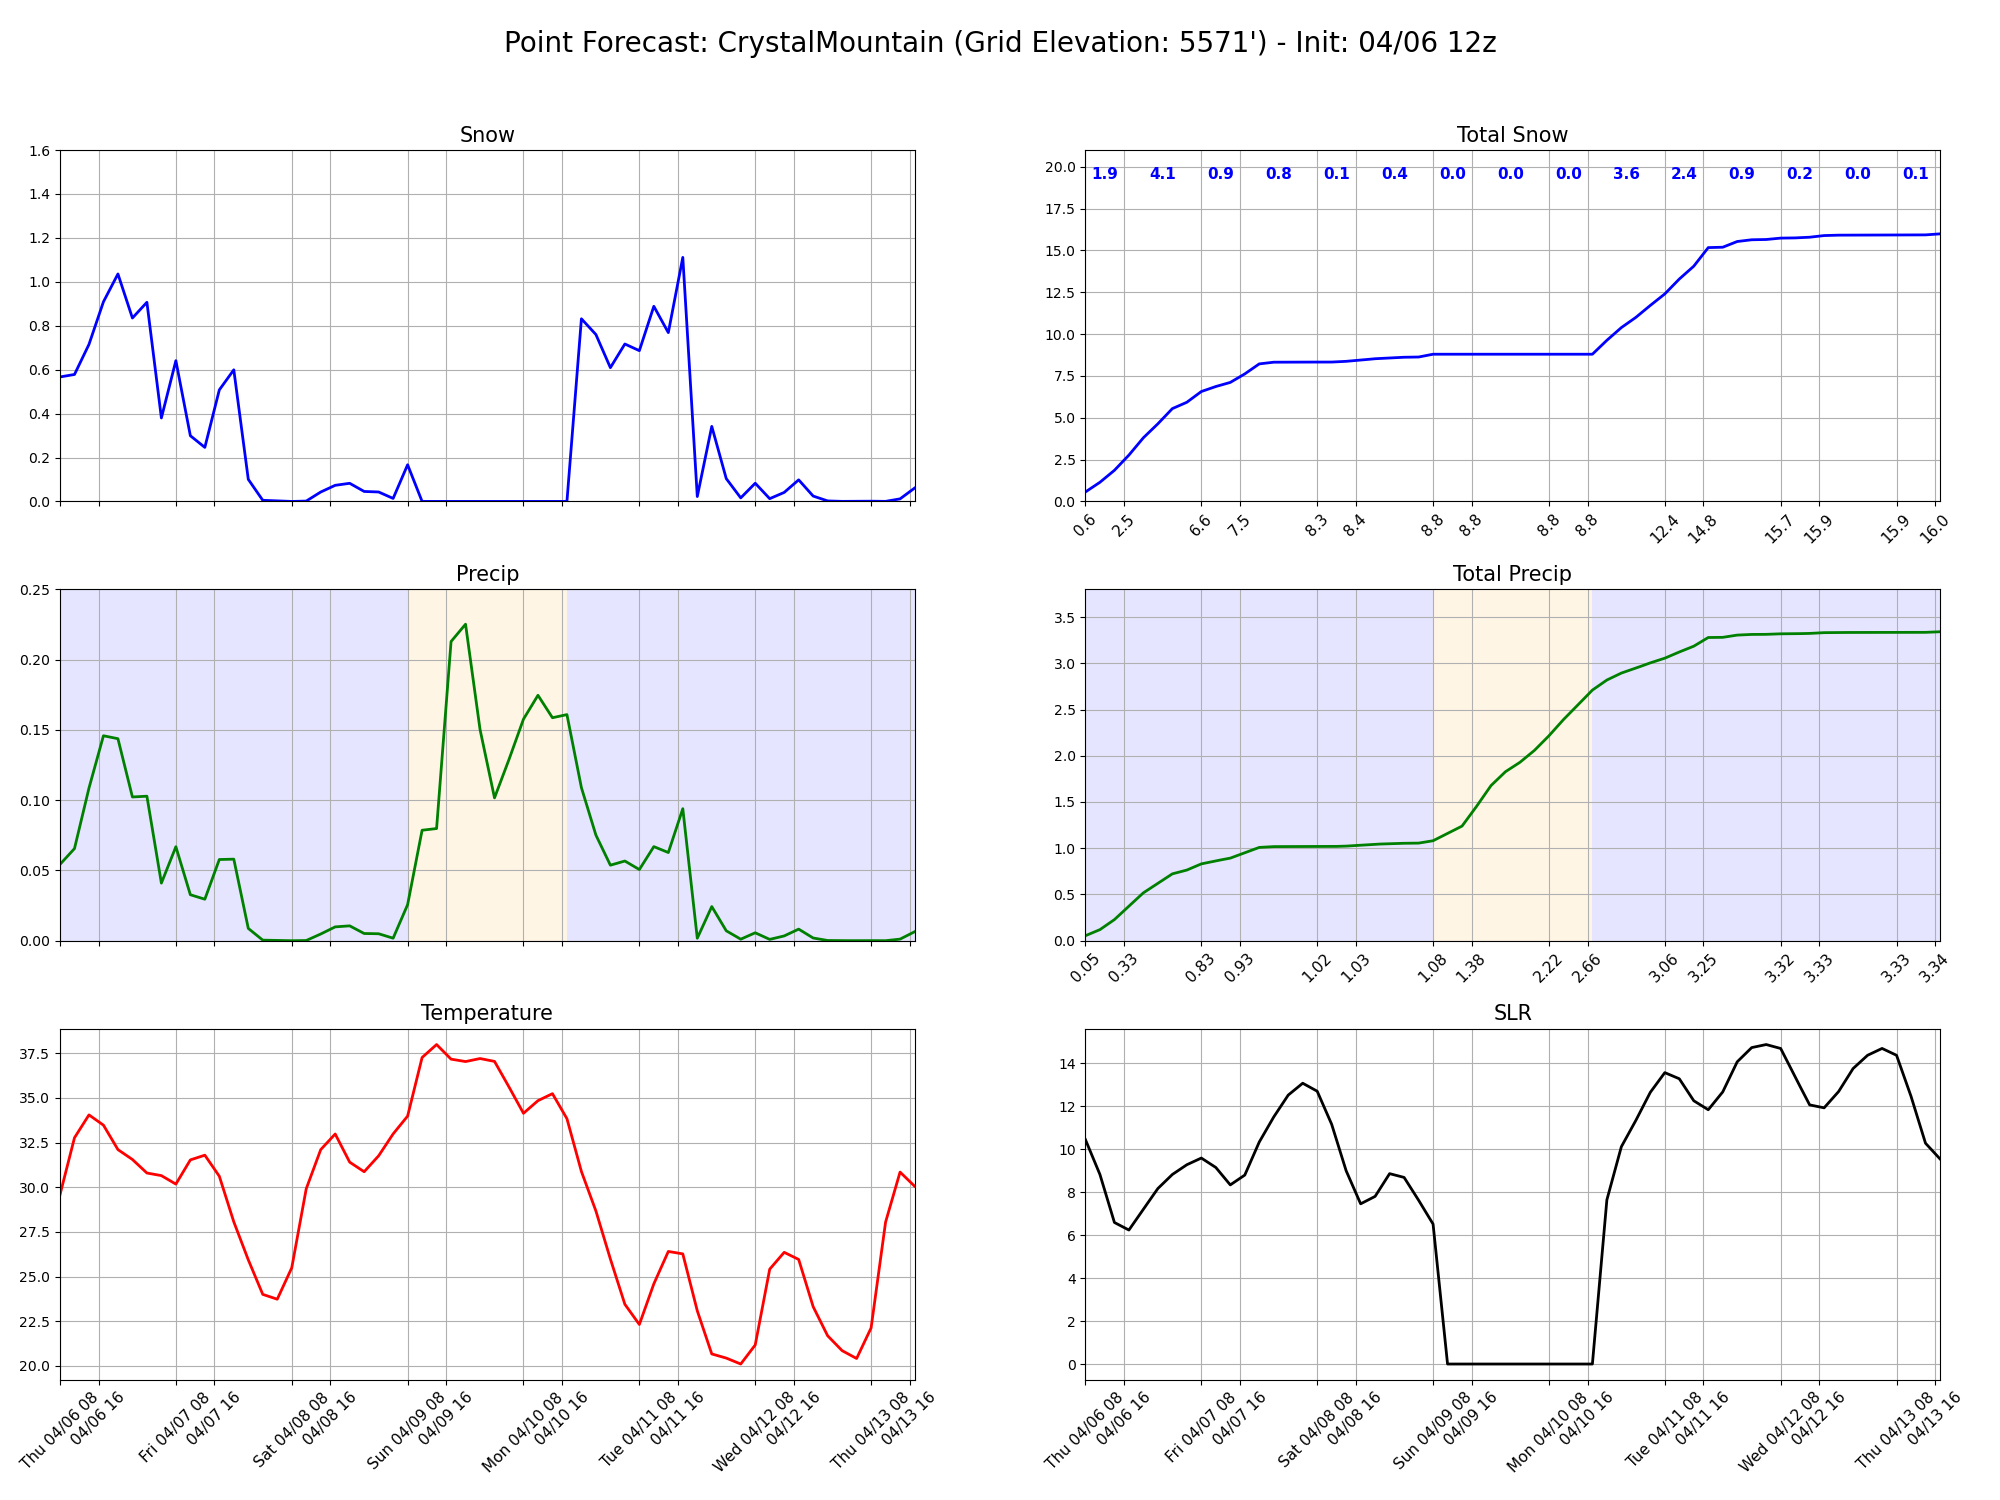 Point Forecast: CrystalMountain (Grid Elevation: 5571') - Init: 04/06 12z
Snow
1.6
1.4
1.2
1.0
0.8
0.6
0.4
0.2
0.0
Total Snow
20.0
17.5
15.0
12.5
10.0
7.5
5.0
2.5
0.0
1.9 4.1 0.9 0.8 0.1 0.4 0.0 0.0 0.0 3.6 2.4 0.9 0.2 0.0 0.1
0.6 2.5 6.6 7.5 8.3 8.4 8.8 8.8 8.8 8.8 12.4 14.8 15.7 15.9 15.9 16.0
Precip
0.25
0.20
0.15
0.10
0.05
0.00
Total Precip
3.5
3.0
2.5
2.0
1.5
1.0
0.5
0.0
0.05 0.33 0.83 0.93 1.02 1.03 1.08 1.38 2.22 2.66 3.06 3.25 3.32 3.33 3.33 3.34
Temperature
37.5
35.0
32.5
30.0
27.5
25.0
22.5
20.0
Thu 04/06 08
04/06 16
Fri 04/07 08
04/07 16
Sat 04/08 08
04/08 16
Sun 04/09 08
04/09 16
Mon 04/10 08
04/10 16
Tue 04/11 08
04/11 16
Wed 04/12 08
04/12 16
Thu 04/13 08
04/13 16
SLR
14
12
10
8
6
4
2
0
Thu 04/06 08
04/06 16
Fri 04/07 08
04/07 16
Sat 04/08 08
04/08 16
Sun 04/09 08
04/09 16
Mon 04/10 08
04/10 16
Tue 04/11 08
04/11 16
Wed 04/12 08
04/12 16
Thu 04/13 08
04/13 16